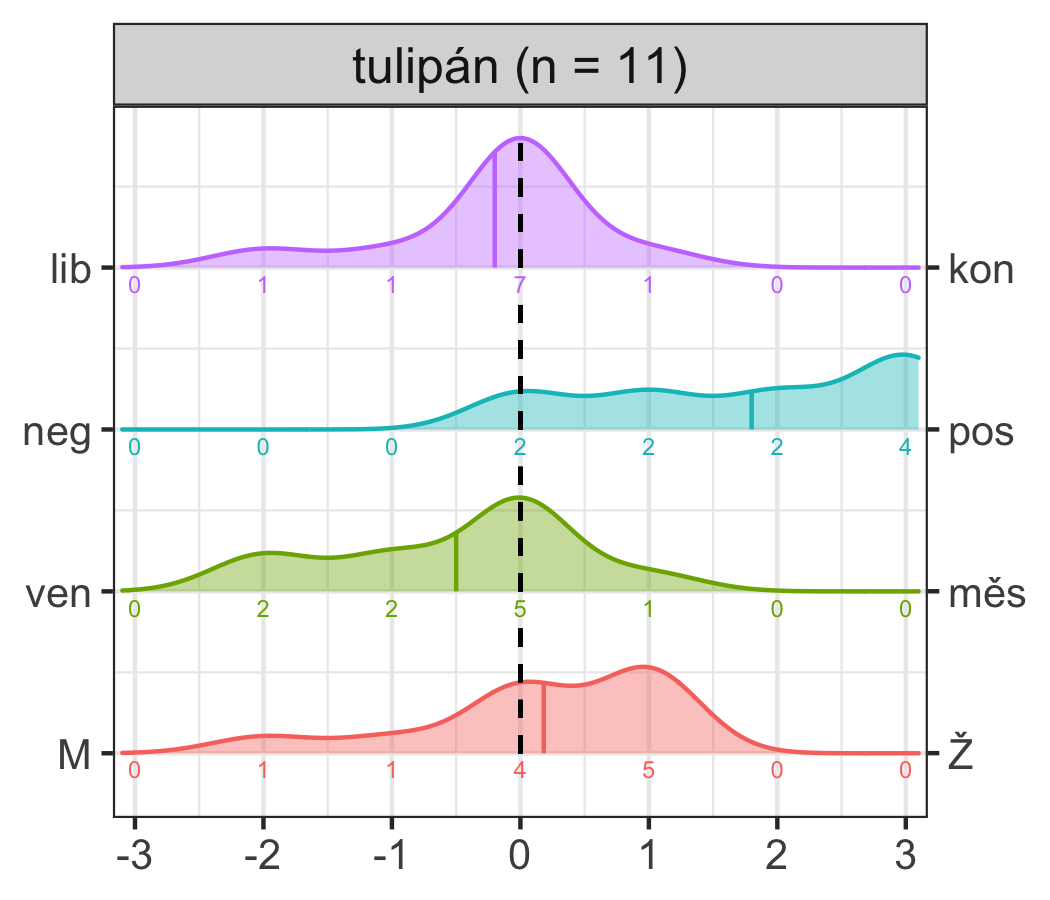 tulipán (n = 11)
lib kon
0 1 1 7 1 0 0
neg pos
0 0 0 2 2 2 4
ven měs
0 2 2 5 1 0 0
M Ž
0 1 1 4 5 0 0
-3 -2 -1 0 1 2 3